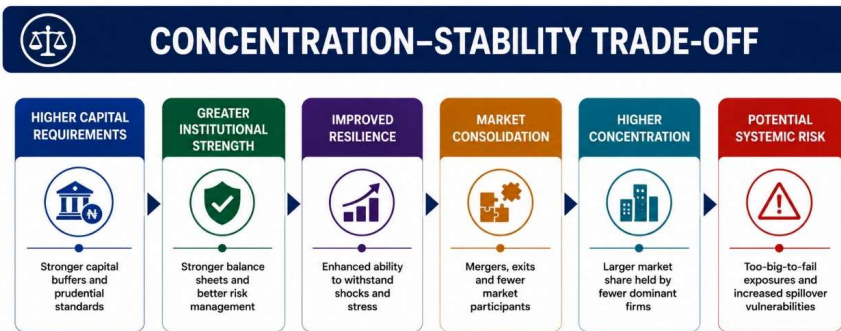 CONCENTRATION–STABILITY TRADE-OFF
HIGHER CAPITAL
REQUIREMENTS
₦
Stronger capital
buffers and
prudential
standards
GREATER
INSTITUTIONAL
STRENGTH
Stronger balance
sheets and
better risk
management
IMPROVED
RESILIENCE
Enhanced ability
to withstand
shocks and
stress
MARKET
CONSOLIDATION
Mergers, exits
and fewer
market
participants
HIGHER
CONCENTRATION
Larger market
share held by
fewer dominant
firms
POTENTIAL
SYSTEMIC RISK
Too-big-to-fail
exposures and
increased spillover
vulnerabilities